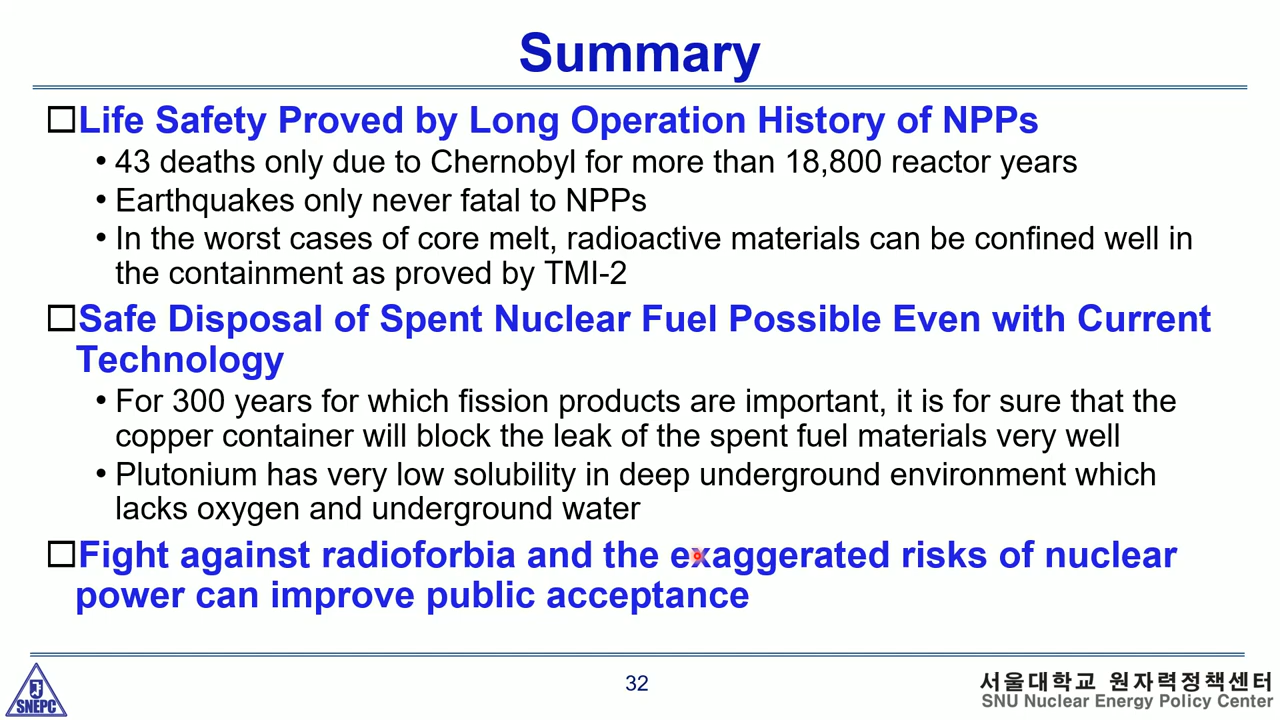 Summary
Life Safety Proved by Long Operation History of NPPs
• 43 deaths only due to Chernobyl for more than 18,800 reactor years
• Earthquakes only never fatal to NPPs
• In the worst cases of core melt, radioactive materials can be confined well in
the containment as proved by TMI-2
Safe Disposal of Spent Nuclear Fuel Possible Even with Current
Technology
• For 300 years for which fission products are important, it is for sure that the
copper container will block the leak of the spent fuel materials very well
• Plutonium has very low solubility in deep underground environment which
lacks oxygen and underground water
Fight against radioforbia and the exaggerated risks of nuclear
power can improve public acceptance
SNEPC
32
서울대학교 원자력정책센터
SNU Nuclear Energy Policy Center